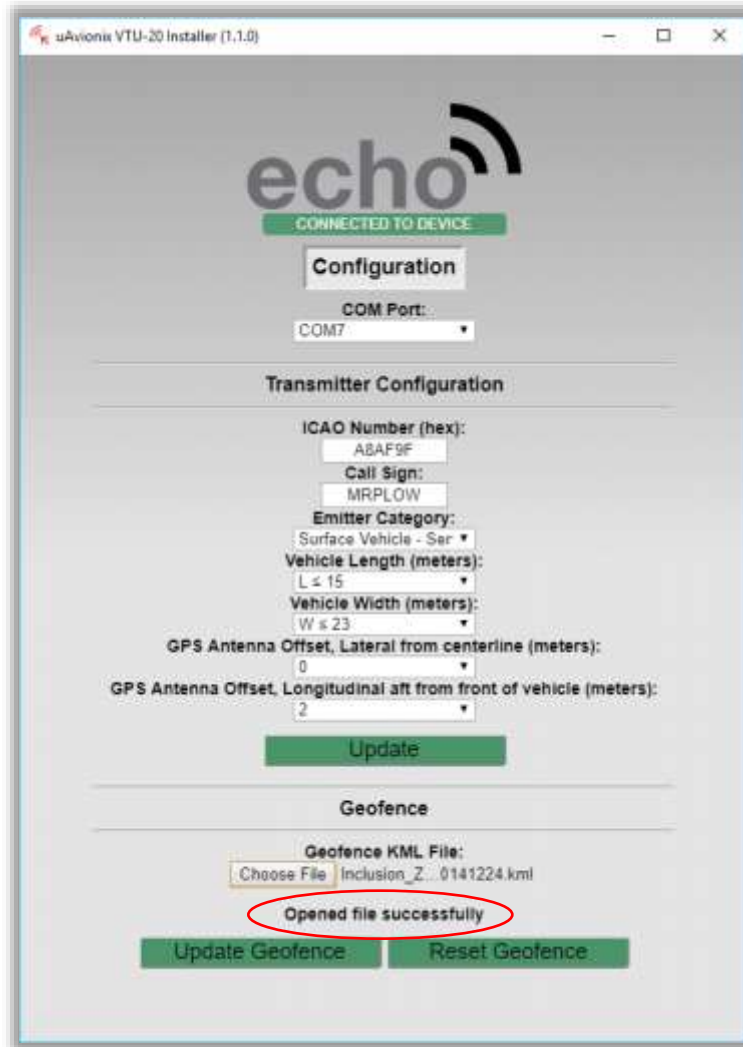 uAvionix VTU-20 Installer (1.1.0)
echo
CONNECTED TO DEVICE
Configuration
COM Port:
COM7
Transmitter Configuration
ICAO Number (hex):
A8AF9F
Call Sign:
MRPLOW
Emitter Category:
Surface Vehicle - Ser
Vehicle Length (meters):
L ≤ 15
Vehicle Width (meters):
W ≤ 23
GPS Antenna Offset, Lateral from centerline (meters):
0
GPS Antenna Offset, Longitudinal aft from front of vehicle (meters):
2
Update
Geofence
Geofence KML File:
Choose File Inclusion_Z...0141224.kml
Opened file successfully
Update Geofence Reset Geofence